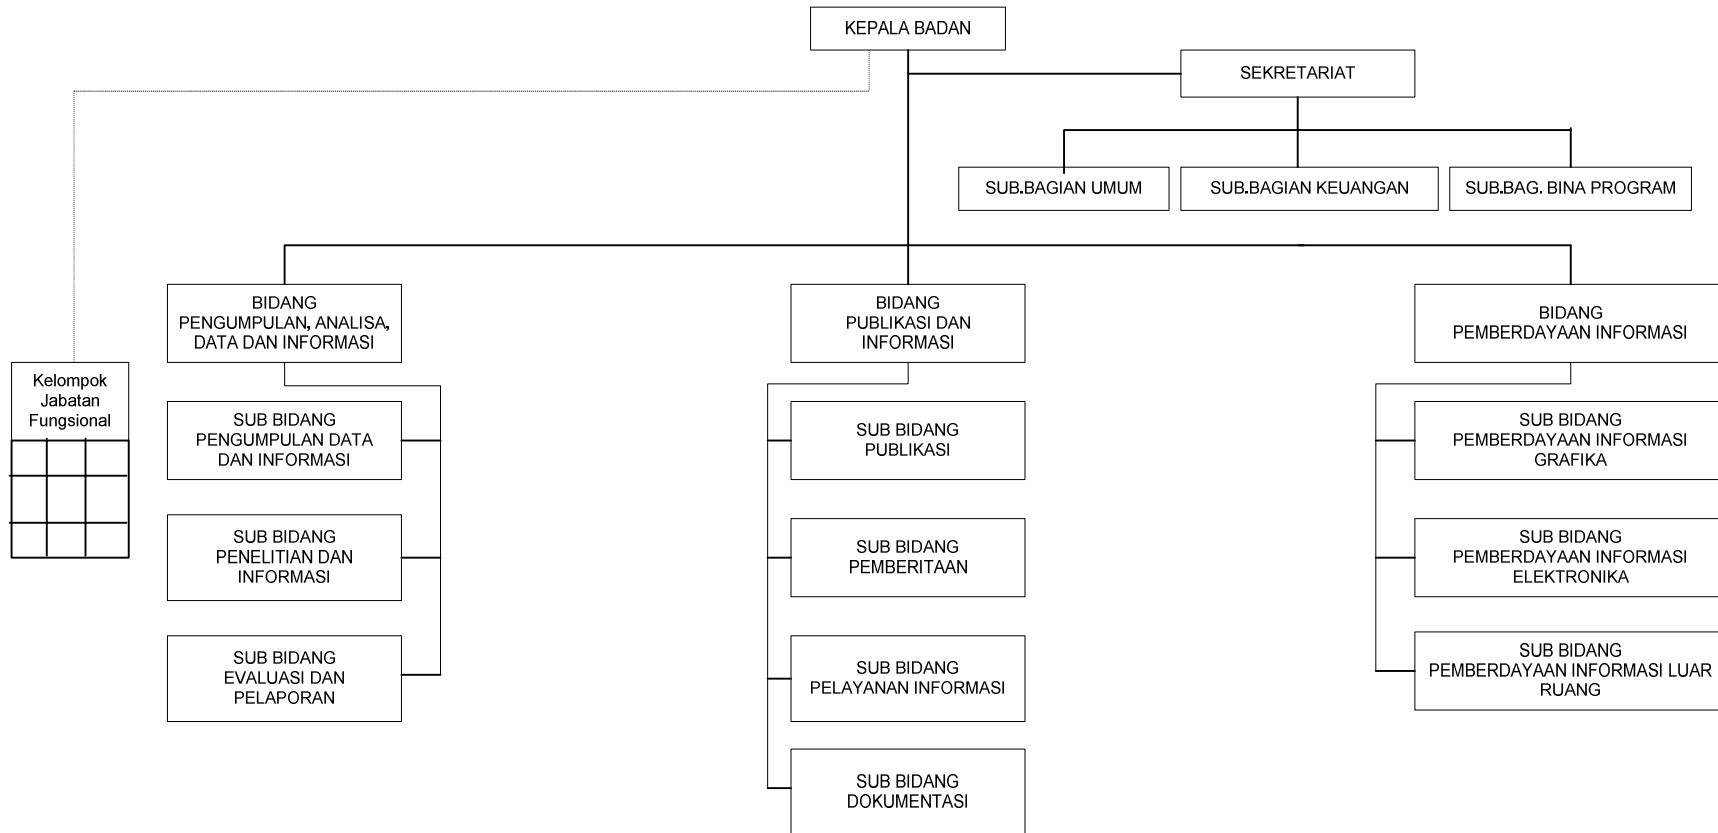 KEPALA BADAN
SEKRETARIAT
SUB.BAGIAN UMUM
SUB.BAGIAN KEUANGAN
SUB.BAG. BINA PROGRAM
BIDANG
PENGUMPULAN, ANALISA,
DATA DAN INFORMASI
BIDANG
PUBLIKASI DAN
INFORMASI
BIDANG
PEMBERDAYAAN INFORMASI
Kelompok
Jabatan
Fungsional
SUB BIDANG
PENGUMPULAN DATA
DAN INFORMASI
SUB BIDANG
PENELITIAN DAN
INFORMASI
SUB BIDANG
EVALUASI DAN
PELAPORAN
SUB BIDANG
PUBLIKASI
SUB BIDANG
PEMBERITAAN
SUB BIDANG
PELAYANAN INFORMASI
SUB BIDANG
DOKUMENTASI
SUB BIDANG
PEMBERDAYAAN INFORMASI
GRAFIKA
SUB BIDANG
PEMBERDAYAAN INFORMASI
ELEKTRONIKA
SUB BIDANG
PEMBERDAYAAN INFORMASI LUAR
RUANG